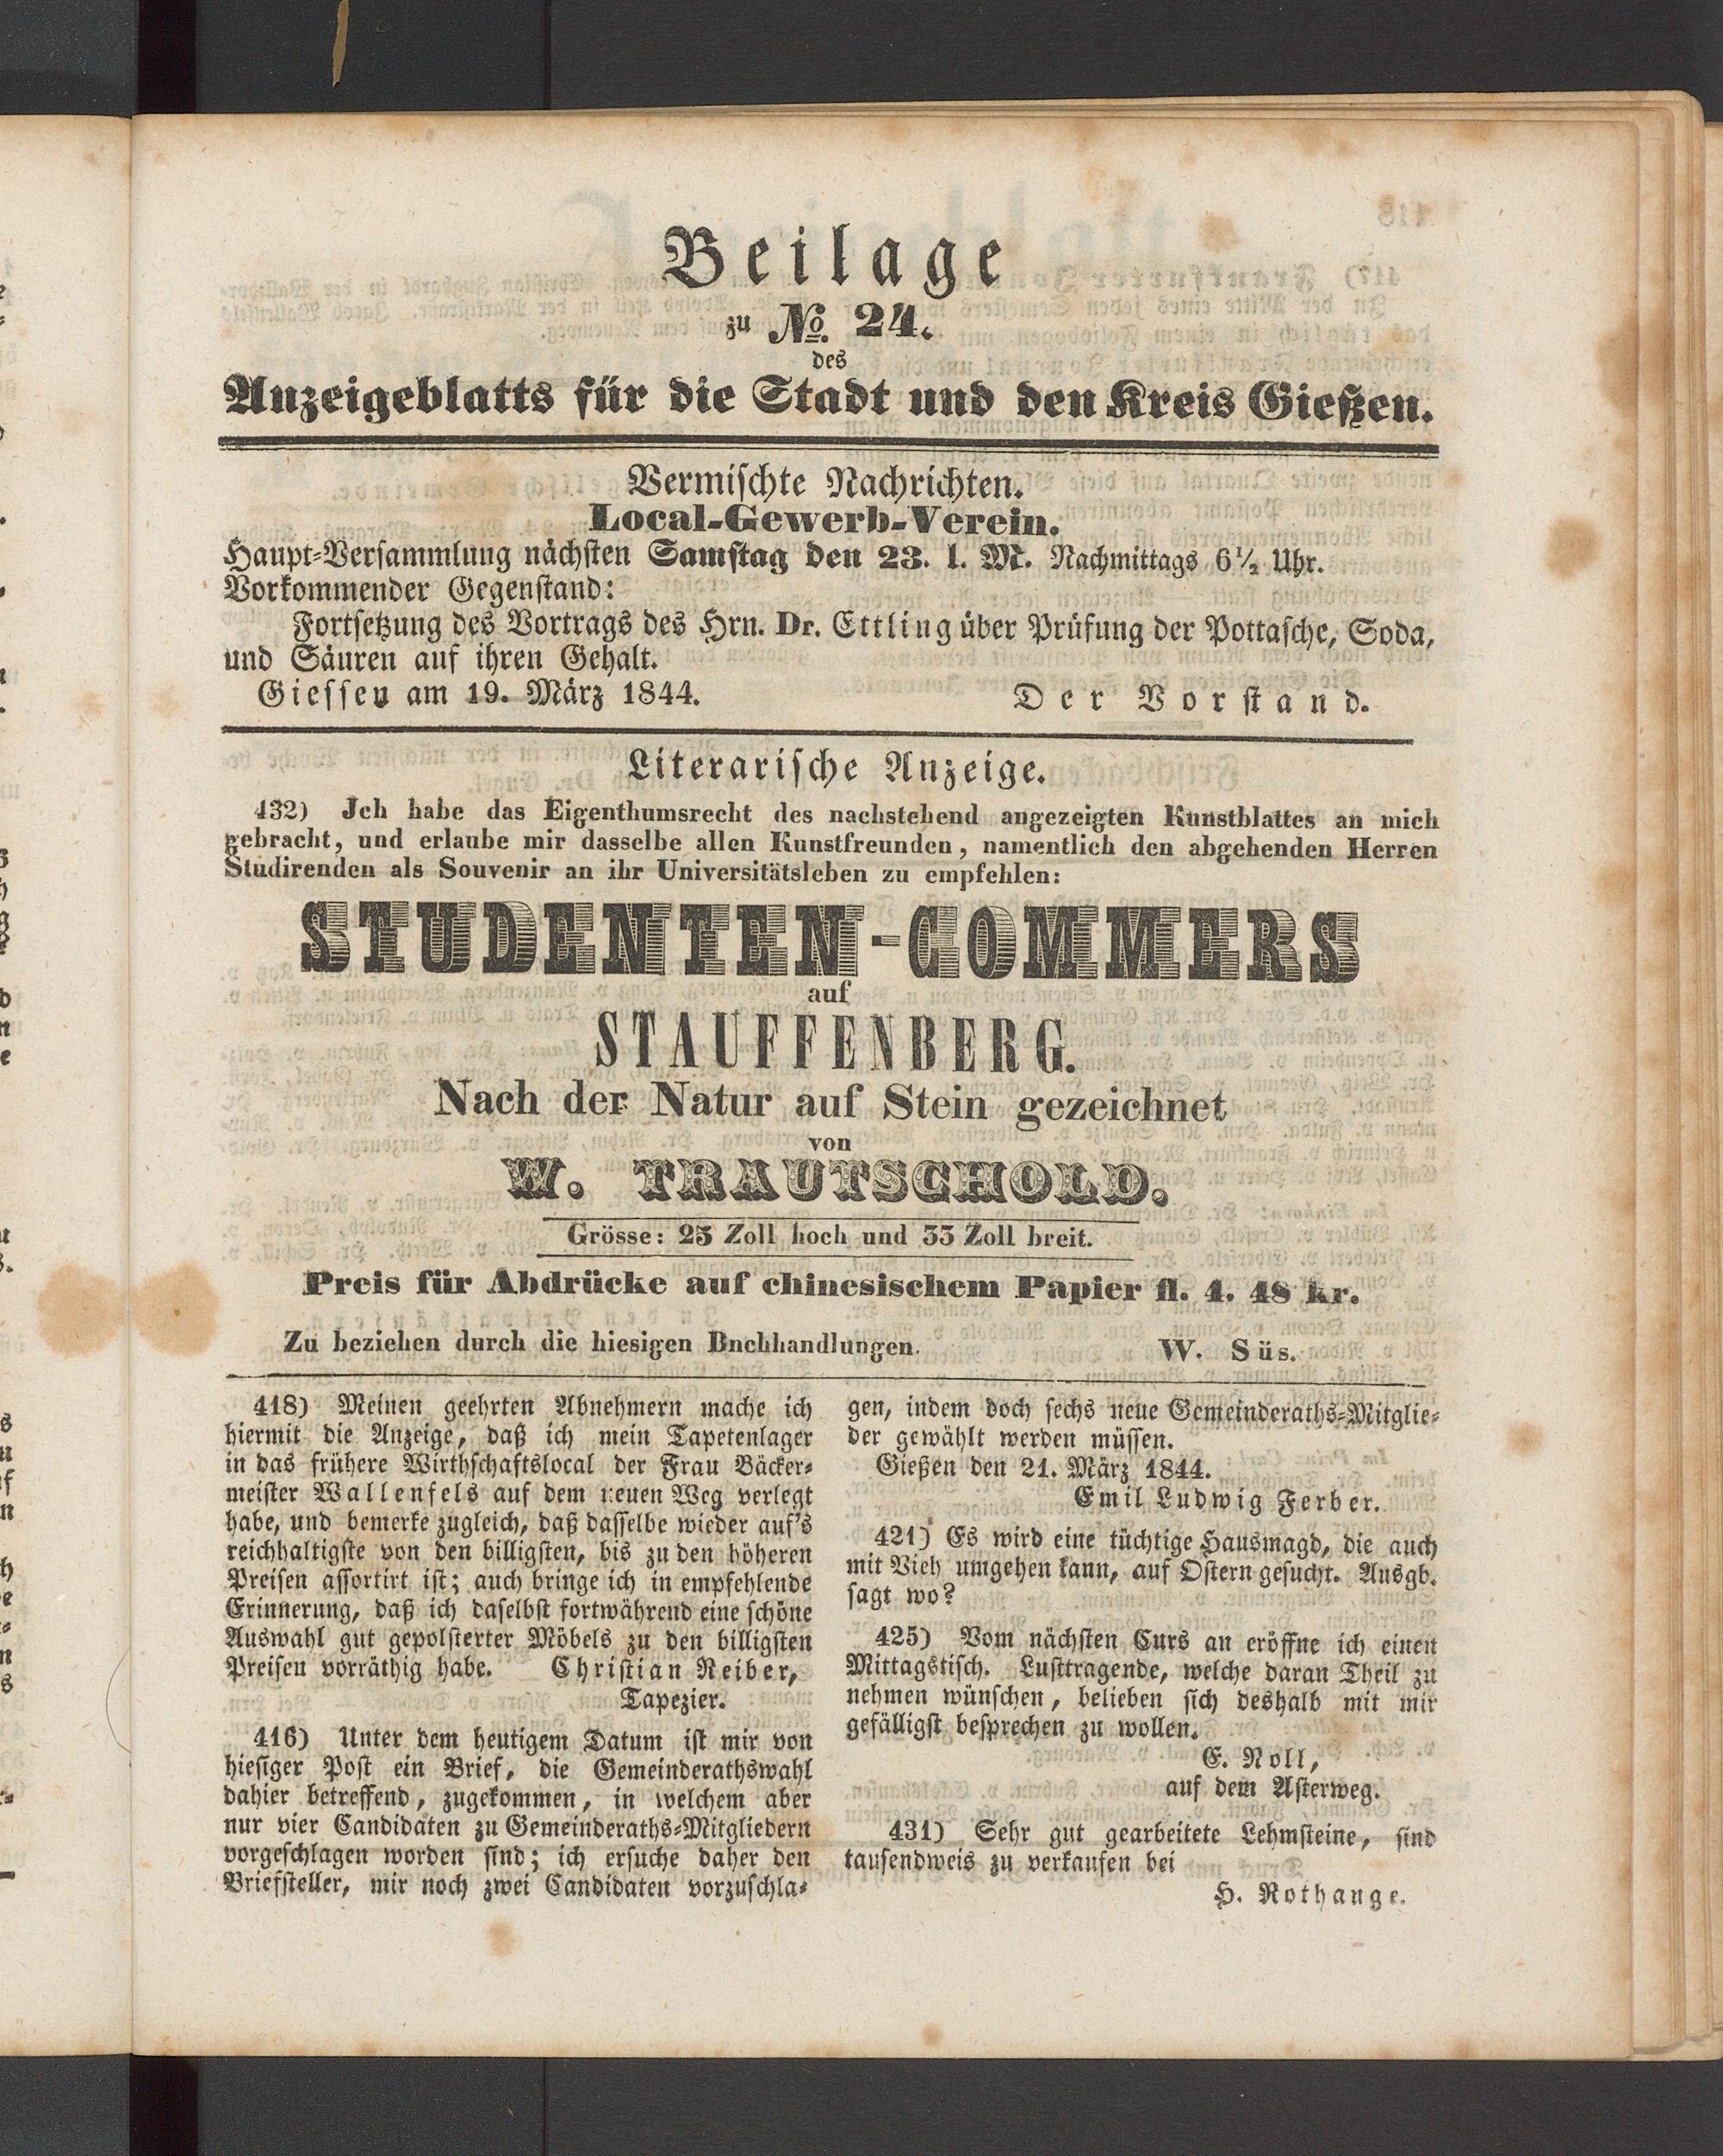 Beilage
zu No. 24.
des
Anzeigeblatts für die Stadt und den Kreis Gießen.
Vermischte Nachrichten.
Local-Gewerb-Verein.
Haupt-Versammlung nächsten Samstag den 23. l. M. Nachmittags 6½ Uhr.
Vorkommender Gegenstand:
Fortsetzung des Vortrags des Hrn. Dr. Ettling über Prüfung der Pottasche, Soda,
und Säuren auf ihren Gehalt.
Giessen am 19. März 1844. Der Vorstand.
Literarische Anzeige.
432) Ich habe das Eigenthumsrecht des nachstehend angezeigten Kunstblattes an mich
gebracht, und erlaube mir dasselbe allen Kunstfreunden, namentlich den abgehenden Herren
Studirenden als Souvenir an ihr Universitätsleben zu empfehlen:
STUDENTEN-COMMERS
auf
STAUFFENBERG.
Nach der Natur auf Stein gezeichnet
von
W. TRAUTSCHOLD.
Grösse: 25 Zoll hoch und 33 Zoll breit.
Preis für Abdrücke auf chinesischem Papier fl. 4. 48 kr.
Zu beziehen durch die hiesigen Bnchhandlungen. W. Süs.
418) Meinen geehrten Abnehmern mache ich
hiermit die Anzeige, daß ich mein Tapetenlager
in das frühere Wirthschaftslocal der Frau Bäcker-
meister Wallenfels auf dem neuen Weg verlegt
habe, und bemerke zugleich, daß dasselbe wieder auf's
reichhaltigste von den billigsten, bis zu den höheren
Preisen assortirt ist; auch bringe ich in empfehlende
Erinnerung, daß ich daselbst fortwährend eine schöne
Auswahl gut gepolsterter Möbels zu den billigsten
Preisen vorräthig habe. Christian Reiber,
Tapezier.
416) Unter dem heutigem Datum ist mir von
hiesiger Post ein Brief, die Gemeinderathswahl
dahier betreffend, zugekommen, in welchem aber
nur vier Candidaten zu Gemeinderaths-Mitgliedern
vorgeschlagen worden sind; ich ersuche daher den
Briefsteller, mir noch zwei Candidaten vorzuschla-
gen, indem doch sechs neue Gemeinderaths-Mitglie-
der gewählt werden müssen.
Gießen den 21. März 1844.
Emil Ludwig Ferber.
421) Es wird eine tüchtige Hausmagd, die auch
mit Vieh umgehen kann, auf Ostern gesucht. Ausgb.
sagt wo?
425) Vom nächsten Curs an eröffne ich einen
Mittagstisch. Lusttragende, welche daran Theil zu
nehmen wünschen, belieben sich deshalb mit mir
gefälligst besprechen zu wollen.
E. Noll,
auf dem Asterweg.
431) Sehr gut gearbeitete Lehmsteine, sind
tausendweis zu verkaufen bei
H. Rothange.